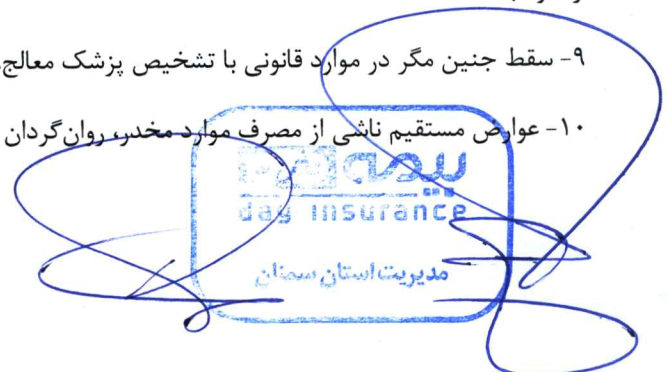 ۹- سقط جنین مگر در موارد قانونی با تشخیص پزشک معالج.
۱۰- عوارض مستقیم ناشی از مصرف موارد مخدر، روان‌گردان
بیمه
day insurance
مدیریت استان سمنان